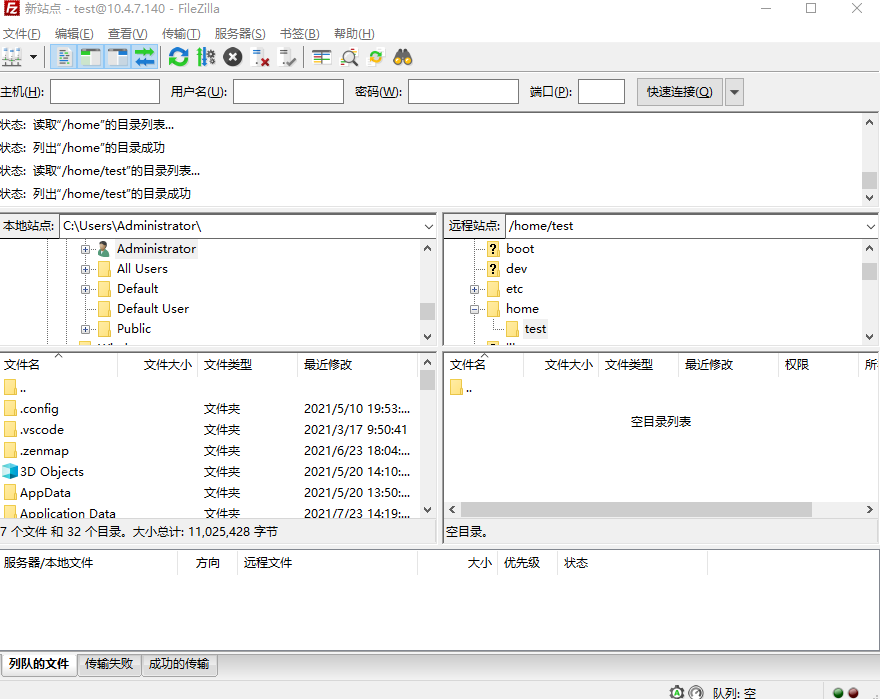 新站点 - test@10.4.7.140 - FileZilla
文件(F) 编辑(E) 查看(V) 传输(T) 服务器(S) 书签(B) 帮助(H)
主机(H): 用户名(U): 密码(W): 端口(P): 快速连接(Q)
状态: 读取"/home"的目录列表...
状态: 列出"/home"的目录成功
状态: 读取"/home/test"的目录列表...
状态: 列出"/home/test"的目录成功
本地站点: C:\Users\Administrator\
Administrator
All Users
Default
Default User
Public
远程站点: /home/test
boot
dev
etc
home
test
文件名 文件大小 文件类型 最近修改
..
.config 文件夹 2021/5/10 19:53:...
.vscode 文件夹 2021/3/17 9:50:41
.zenmap 文件夹 2021/6/23 18:04:...
3D Objects 文件夹 2021/5/20 14:10:...
AppData 文件夹 2021/5/20 13:50:...
Application Data 文件夹 2021/7/23 14:19:...
7 个文件 和 32 个目录。大小总计: 11,025,428 字节
文件名 文件大小 文件类型 最近修改 权限 所
..
空目录列表
空目录。
服务器/本地文件 方向 远程文件 大小 优先级 状态
列队的文件 传输失败 成功的传输
队列: 空